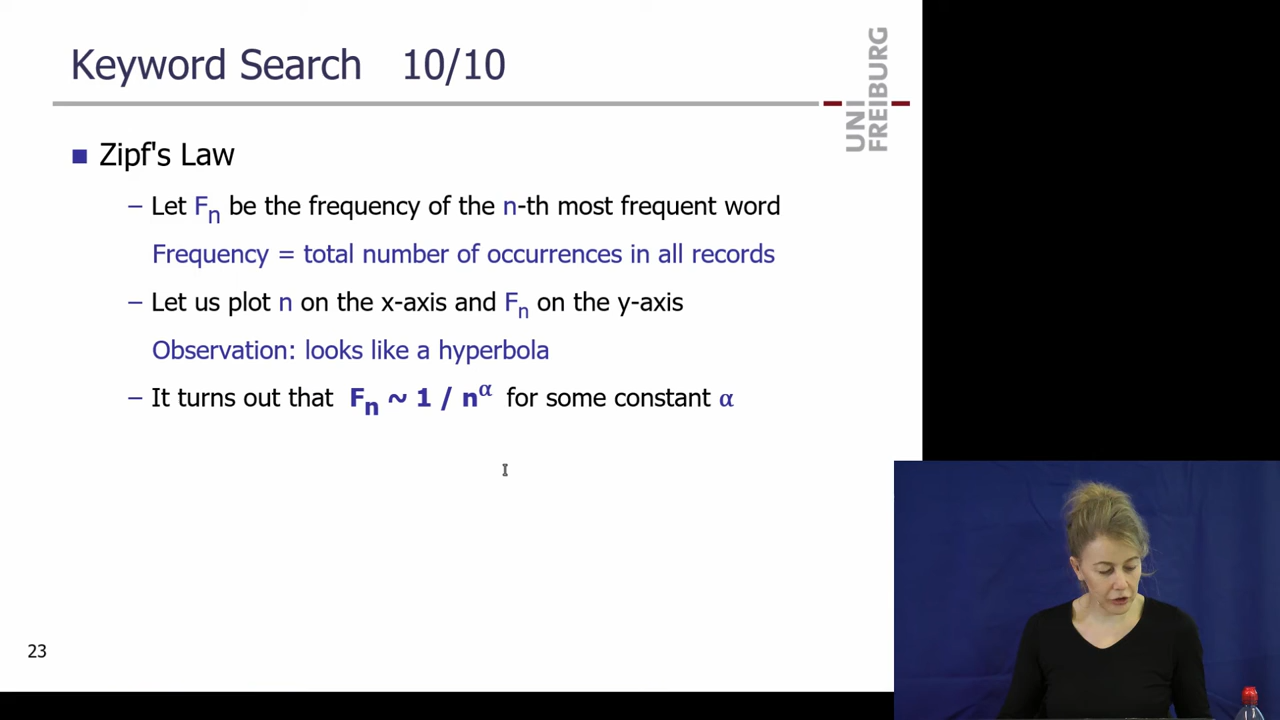 Keyword Search 10/10
UNI
FREIBURG
■ Zipf's Law
– Let Fn be the frequency of the n-th most frequent word
Frequency = total number of occurrences in all records
– Let us plot n on the x-axis and Fn on the y-axis
Observation: looks like a hyperbola
– It turns out that Fn ~ 1 / n^α for some constant α
23